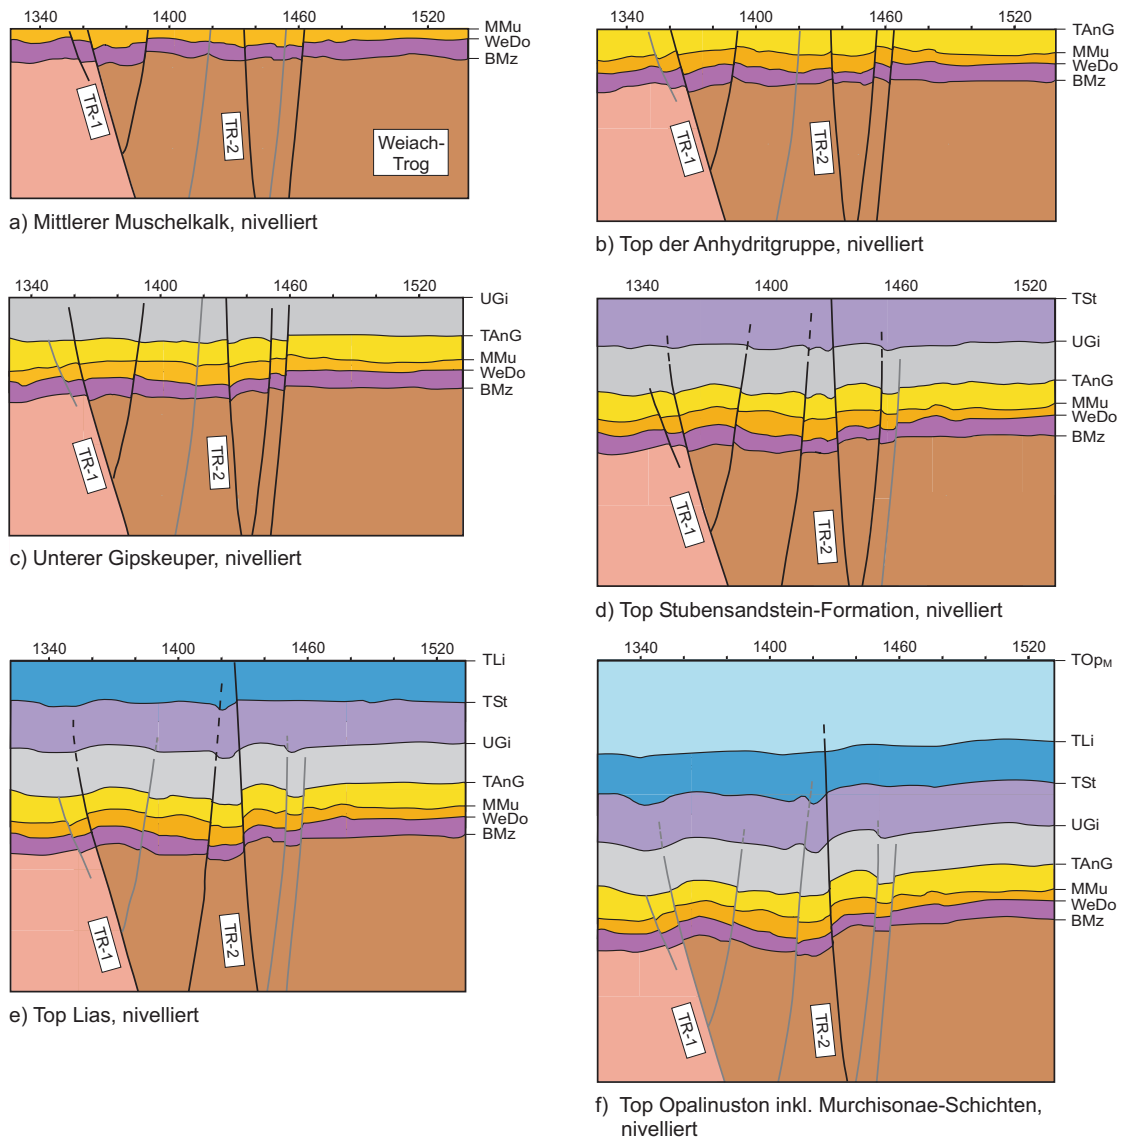 1340 1400 1460 1520
MMu
WeDo
BMz
TR-1
TR-2
Weiach-
Trog
a) Mittlerer Muschelkalk, nivelliert
1340 1400 1460 1520
TAnG
MMu
WeDo
BMz
TR-1
TR-2
b) Top der Anhydritgruppe, nivelliert
1340 1400 1460 1520
UGi
TAnG
MMu
WeDo
BMz
TR-1
TR-2
c) Unterer Gipskeuper, nivelliert
1340 1400 1460 1520
TSt
UGi
TAnG
MMu
WeDo
BMz
TR-1
TR-2
d) Top Stubensandstein-Formation, nivelliert
1340 1400 1460 1520
TLi
TSt
UGi
TAnG
MMu
WeDo
BMz
TR-1
TR-2
e) Top Lias, nivelliert
1340 1400 1460 1520
TOpM
TLi
TSt
UGi
TAnG
MMu
WeDo
BMz
TR-1
TR-2
f) Top Opalinuston inkl. Murchisonae-Schichten,
nivelliert